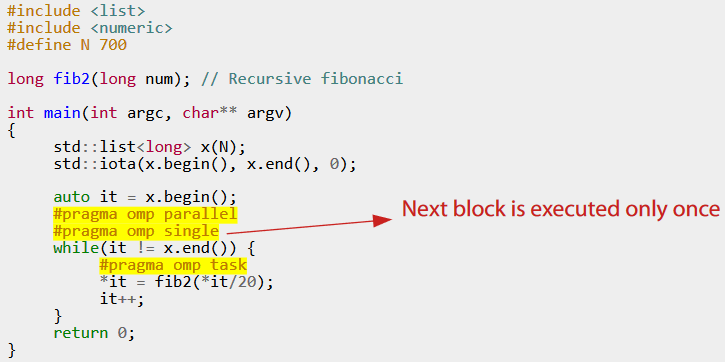 #include <list>
#include <numeric>
#define N 700

long fib2(long num); // Recursive fibonacci

int main(int argc, char** argv)
{
     std::list<long> x(N);
     std::iota(x.begin(), x.end(), 0);

     auto it = x.begin();
     #pragma omp parallel
     #pragma omp single
     while(it != x.end()) {
          #pragma omp task
          *it = fib2(*it/20);
          it++;
     }
     return 0;
}
Next block is executed only once